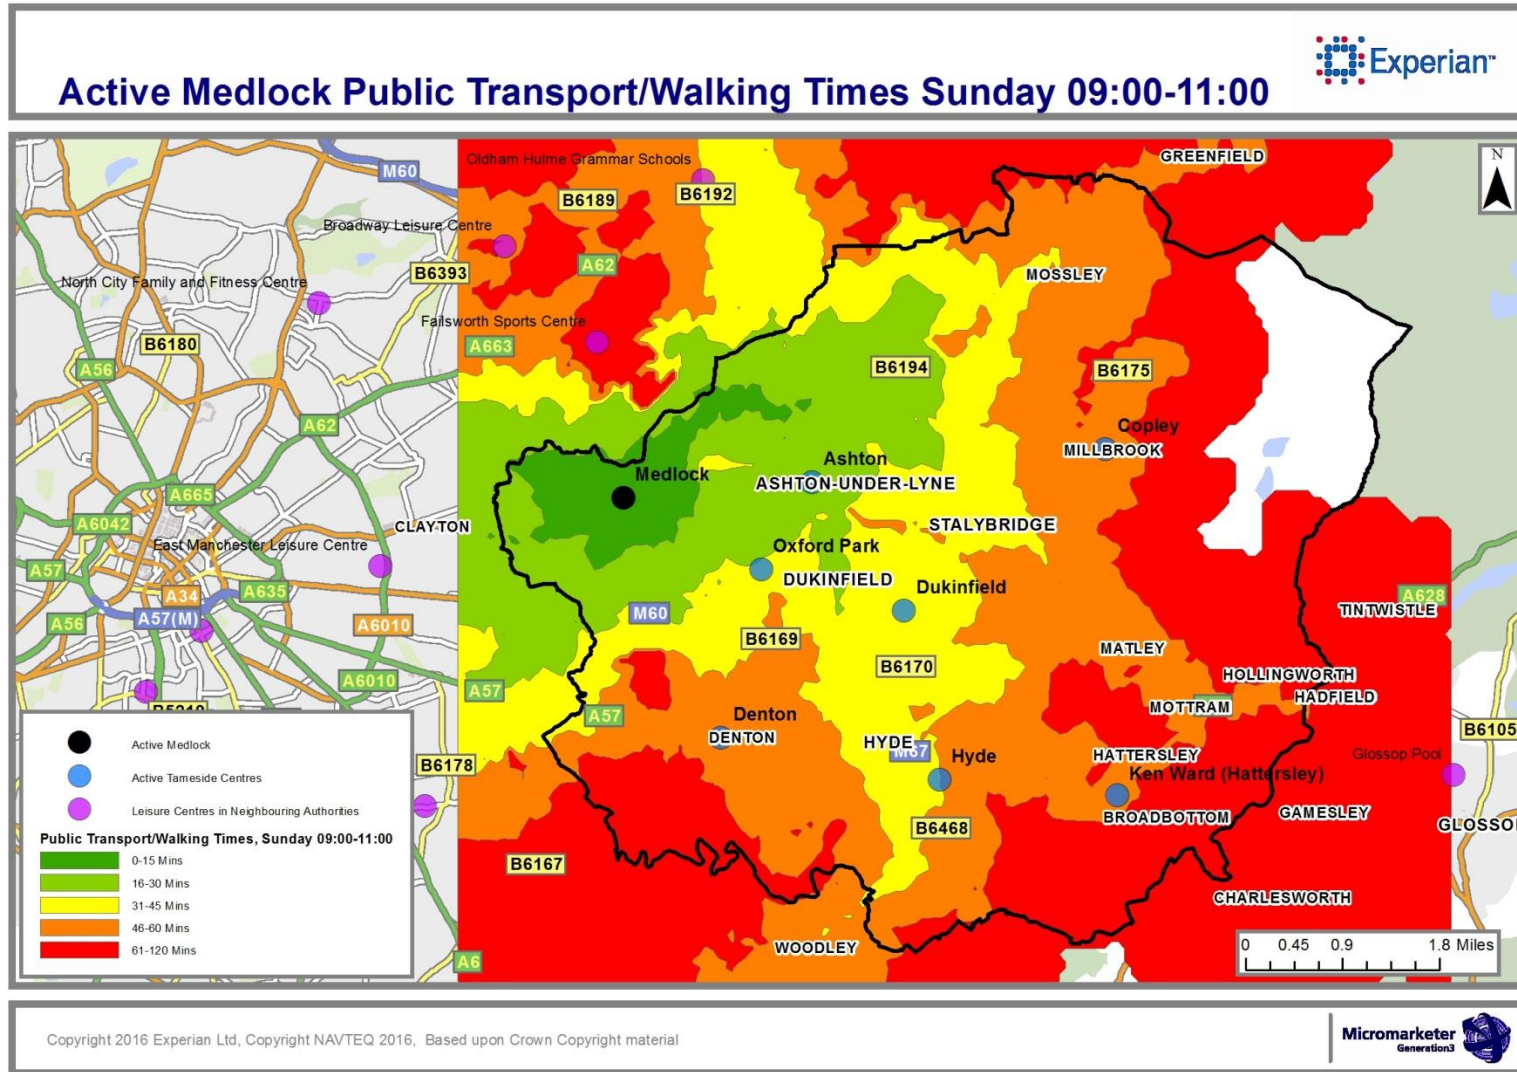 Experian™
Active Medlock Public Transport/Walking Times Sunday 09:00-11:00
N
Oldham Hulme Grammar Schools
GREENFIELD
M60
B6189
B6192
Broadway Leisure Centre
A62
B6393
MOSSLEY
North City Family and Fitness Centre
Failsworth Sports Centre
B6180
A663
A56
B6194
B6175
A62
Copley
MILLBROOK
Ashton
Medlock
ASHTON-UNDER-LYNE
A665
A6042
CLAYTON
STALYBRIDGE
East Manchester Leisure Centre
Oxford Park
A57
DUKINFIELD
Dukinfield
A635
A34
A628
TINTWISTLE
M60
A57(M)
A56
A6010
B6169
MATLEY
B6170
HOLLINGWORTH
A6010
A57
HADFIELD
MOTTRAM
A57
Denton
B6105
DENTON
HYDE
M67
Hyde
HATTERSLEY
Glossop Pool
B6178
Ken Ward (Hattersley)
GAMESLEY
BROADBOTTOM
B6468
B6167
CHARLESWORTH
WOODLEY
A6
Active Medlock
Active Tameside Centres
Leisure Centres in Neighbouring Authorities
Public Transport/Walking Times, Sunday 09:00-11:00
0-15 Mins
16-30 Mins
31-45 Mins
46-60 Mins
61-120 Mins
0 0.45 0.9 1.8 Miles
Copyright 2016 Experian Ltd, Copyright NAVTEQ 2016, Based upon Crown Copyright material
Micromarketer
Generation3